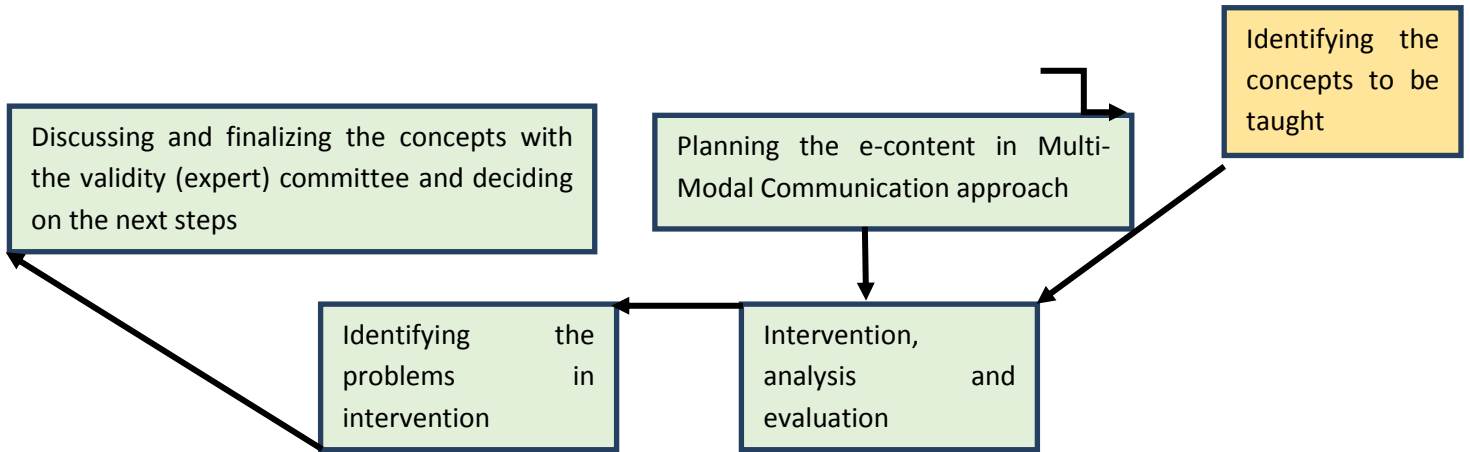 Identifying the
concepts to be
taught
Discussing and finalizing the concepts with
the validity (expert) committee and deciding
on the next steps
Planning the e-content in Multi-
Modal Communication approach
Identifying the
problems in
intervention
Intervention,
analysis and
evaluation